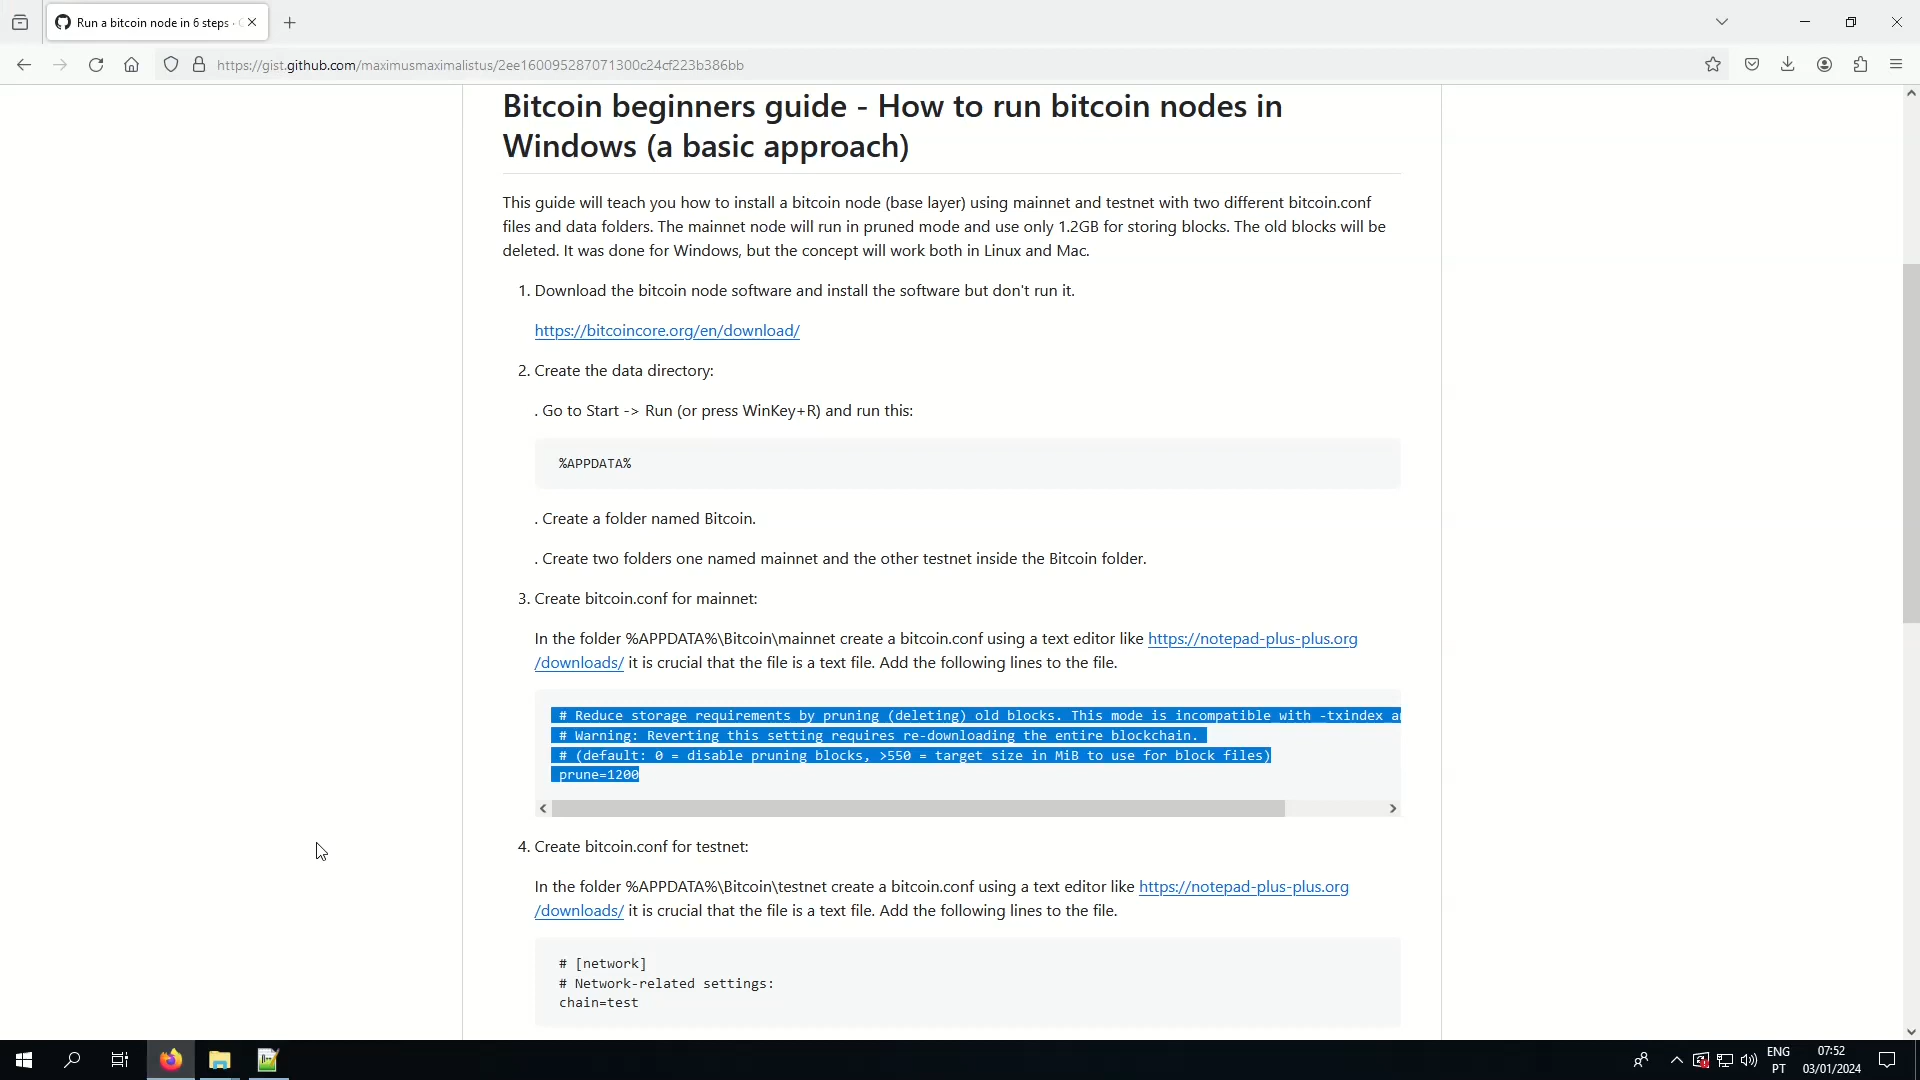 Run a bitcoin node in 6 steps
https://gist.github.com/maximusmaximalistus/2ee160095287071300c24cf223b386bb
Bitcoin beginners guide - How to run bitcoin nodes in
Windows (a basic approach)
This guide will teach you how to install a bitcoin node (base layer) using mainnet and testnet with two different bitcoin.conf
files and data folders. The mainnet node will run in pruned mode and use only 1.2GB for storing blocks. The old blocks will be
deleted. It was done for Windows, but the concept will work both in Linux and Mac.
1. Download the bitcoin node software and install the software but don't run it.
https://bitcoincore.org/en/download/
2. Create the data directory:
. Go to Start -> Run (or press WinKey+R) and run this:
%APPDATA%
. Create a folder named Bitcoin.
. Create two folders one named mainnet and the other testnet inside the Bitcoin folder.
3. Create bitcoin.conf for mainnet:
In the folder %APPDATA%\Bitcoin\mainnet create a bitcoin.conf using a text editor like https://notepad-plus-plus.org
/downloads/ it is crucial that the file is a text file. Add the following lines to the file.
# Reduce storage requirements by pruning (deleting) old blocks. This mode is incompatible with -txindex a
# Warning: Reverting this setting requires re-downloading the entire blockchain.
# (default: 0 = disable pruning blocks, >550 = target size in MiB to use for block files)
prune=1200
4. Create bitcoin.conf for testnet:
In the folder %APPDATA%\Bitcoin\testnet create a bitcoin.conf using a text editor like https://notepad-plus-plus.org
/downloads/ it is crucial that the file is a text file. Add the following lines to the file.
# [network]
# Network-related settings:
chain=test
ENG
PT
07:52
03/01/2024